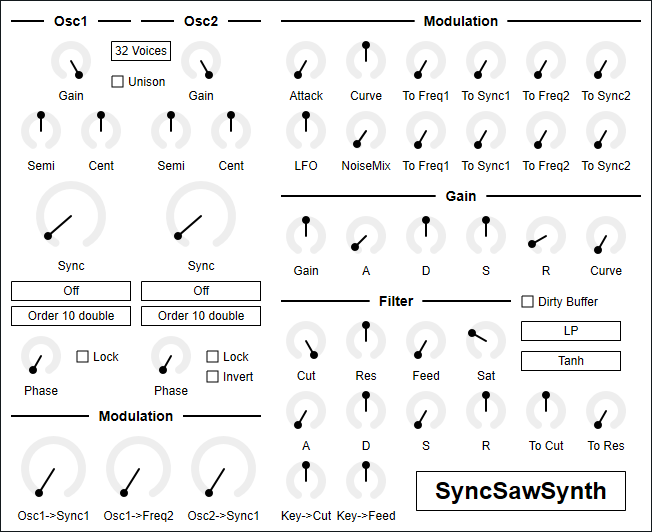 Osc1 Osc2
32 Voices
Unison
Gain Gain
Semi Cent Semi Cent
Sync Sync
Off Off
Order 10 double Order 10 double
Lock Lock
Invert
Phase Phase
Modulation
Osc1->Sync1 Osc1->Freq2 Osc2->Sync1
Modulation
Attack Curve To Freq1 To Sync1 To Freq2 To Sync2
LFO NoiseMix To Freq1 To Sync1 To Freq2 To Sync2
Gain
Gain A D S R Curve
Filter Dirty Buffer
LP
Tanh
Cut Res Feed Sat
A D S R To Cut To Res
Key->Cut Key->Feed
SyncSawSynth